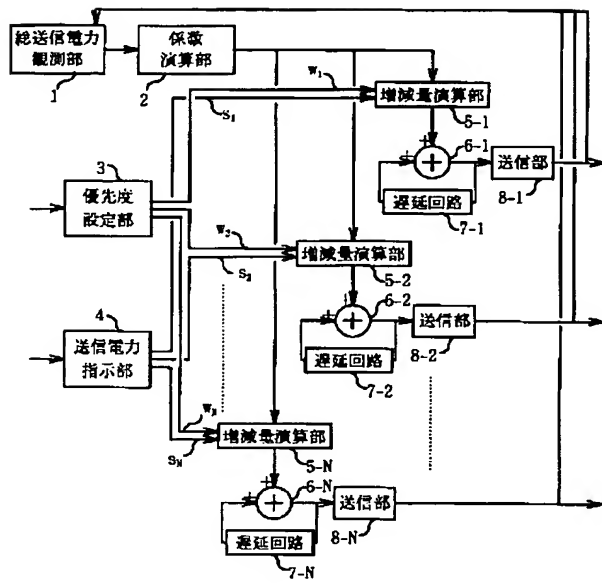 総送信電力
観測部
1
係数
演算部
2
W1
S1
増減量演算部
5-1
+
+
+
6-1
送信部
8-1
遅延回路
7-1
3
優先度
設定部
W2
S2
増減量演算部
5-2
+
+
+
6-2
送信部
8-2
遅延回路
7-2
4
送信電力
指示部
WN
SN
増減量演算部
5-N
+
+
+
6-N
送信部
8-N
遅延回路
7-N